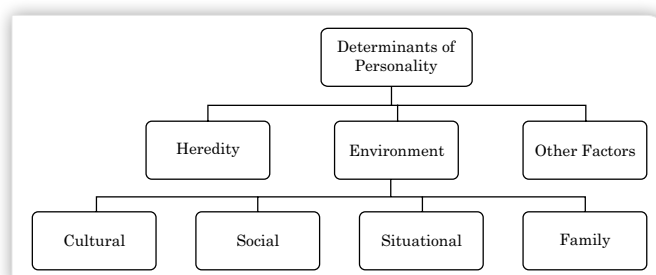 Determinants of
Personality
Heredity
Environment
Other Factors
Cultural
Social
Situational
Family